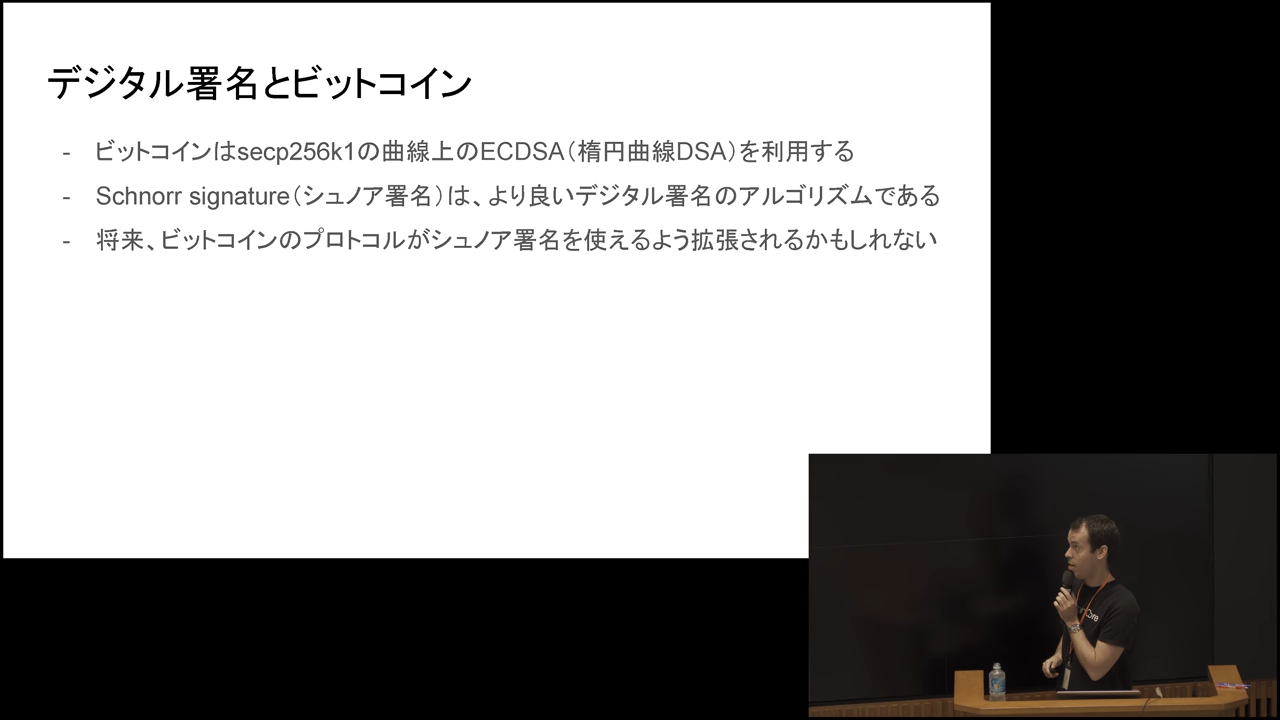 デジタル署名とビットコイン
- ビットコインはsecp256k1の曲線上のECDSA(楕円曲線DSA)を利用する
- Schnorr signature(シュノア署名)は、より良いデジタル署名のアルゴリズムである
- 将来、ビットコインのプロトコルがシュノア署名を使えるよう拡張されるかもしれない